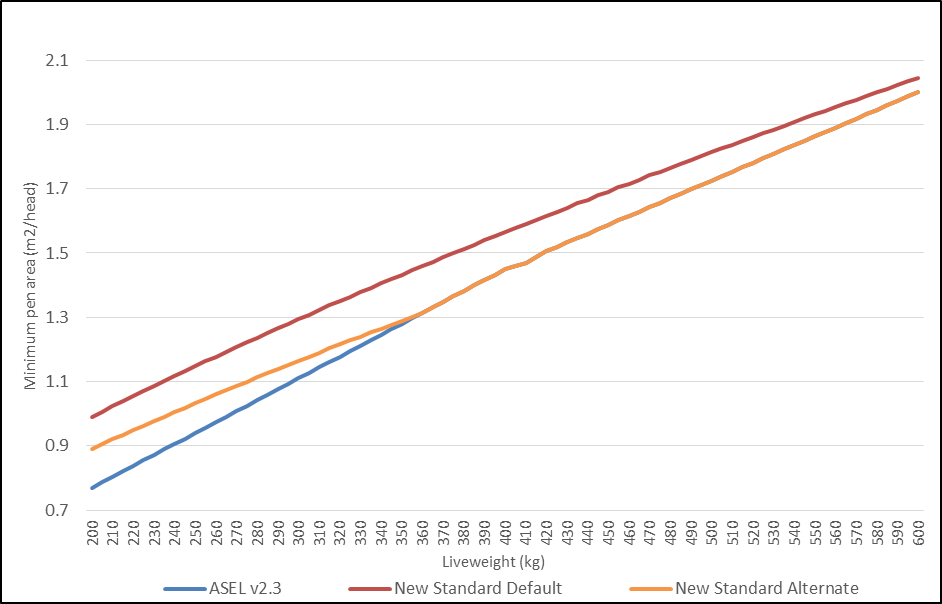 2.1
1.9
1.7
1.5
1.3
1.1
0.9
0.7
Minimum pen area (m2/head)
200 210 220 230 240 250 260 270 280 290 300 310 320 330 340 350 360 370 380 390 400 410 420 430 440 450 460 470 480 490 500 510 520 530 540 550 560 570 580 590 600
Liveweight (kg)
ASEL v2.3 New Standard Default New Standard Alternate